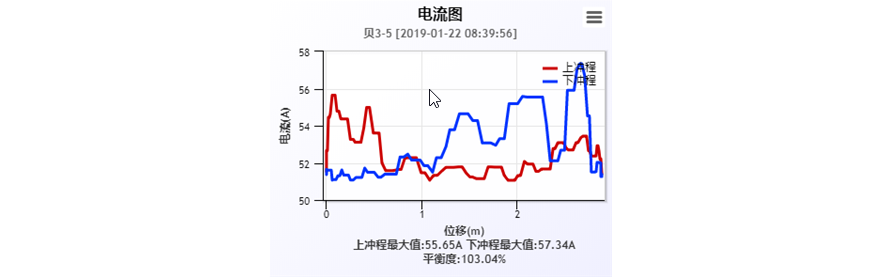 电流图
贝3-5 [2019-01-22 08:39:56]
上冲程
下冲程
电流(A)
58
56
54
52
50
0
1
2
位移(m)
上冲程最大值:55.65A 下冲程最大值:57.34A
平衡度:103.04%